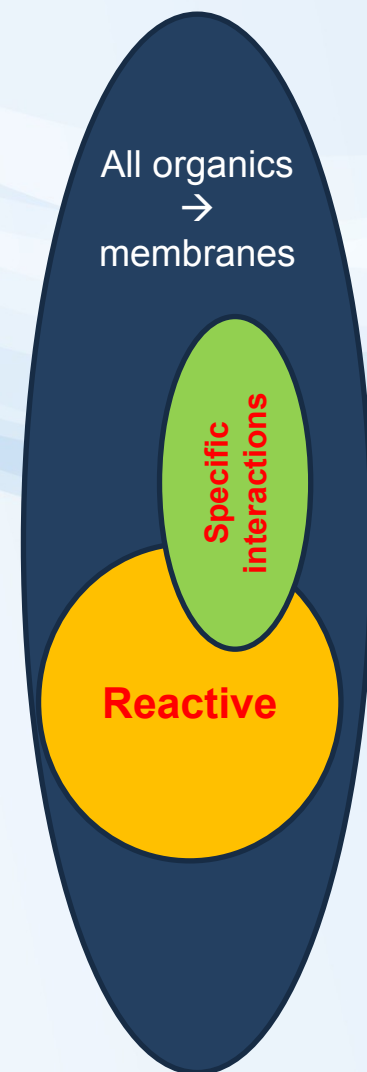 All organics
→
membranes
Specific
interactions
Reactive